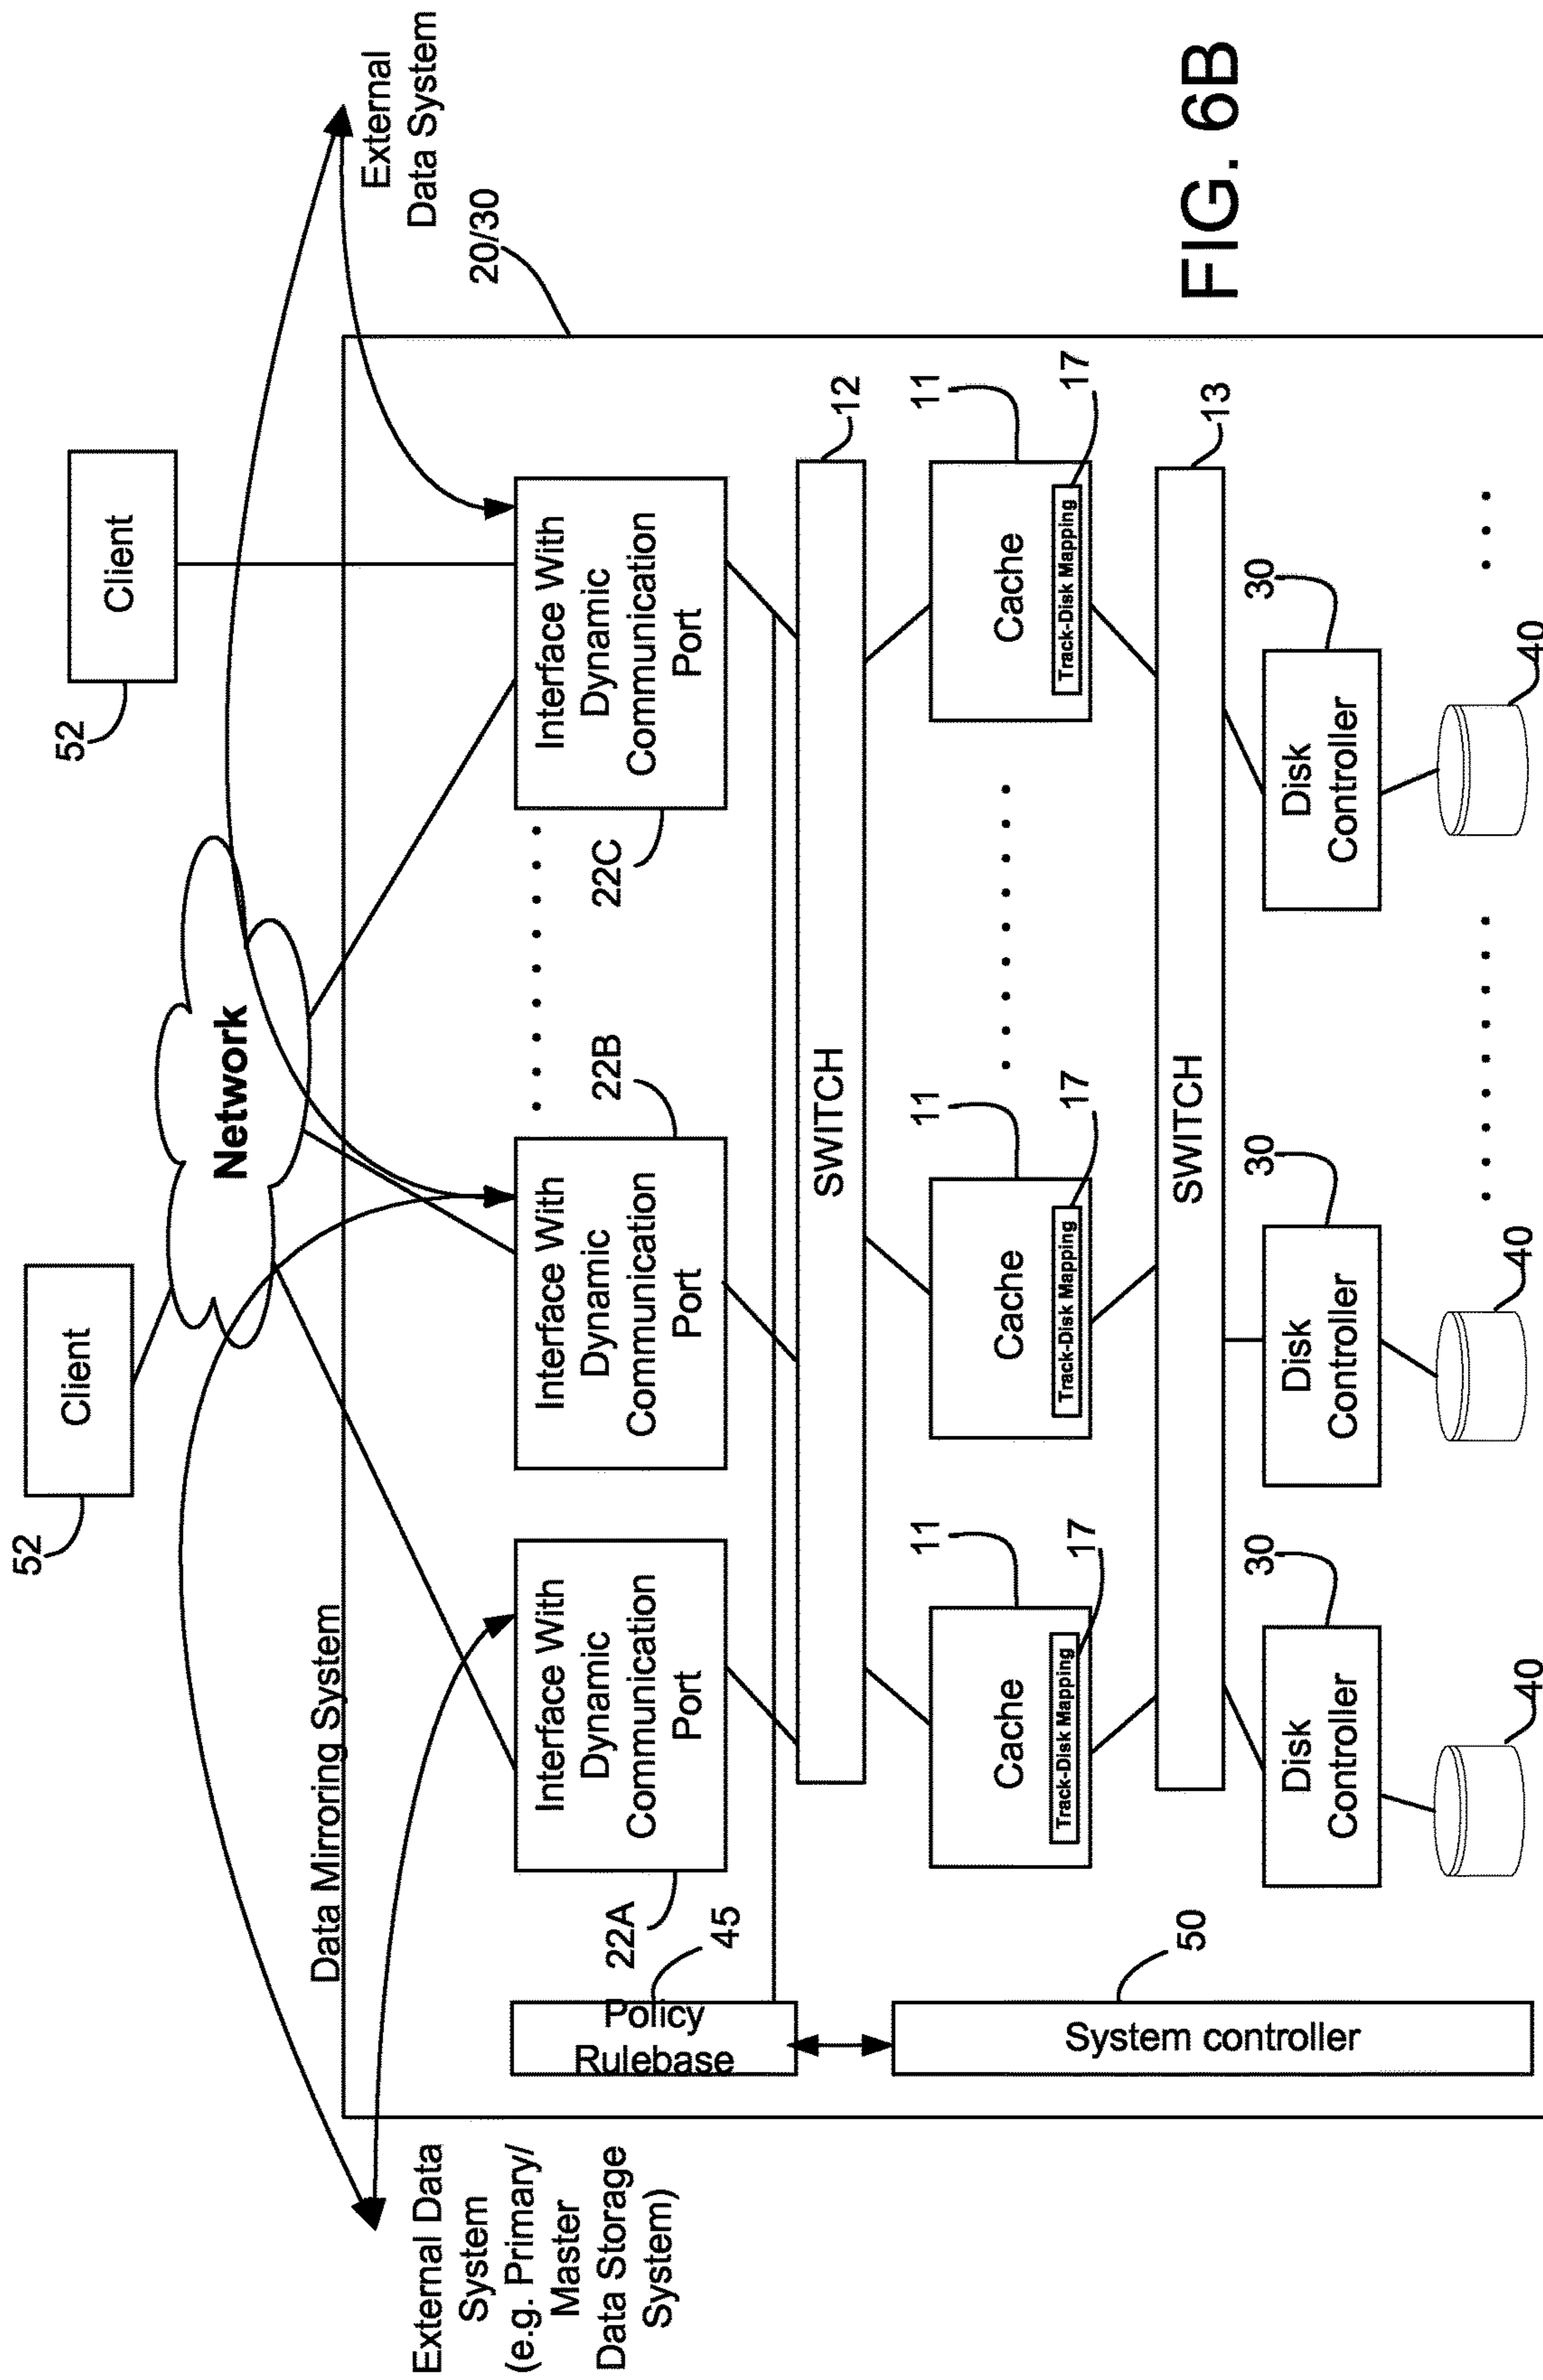 52
Client
52
Client
Network
Data Mirroring System
External Data
System
(e.g. Primary/
Master
Data Storage
System)
External
Data System
20/30
Policy
Rulebase
45
22A
Interface With
Dynamic
Communication
Port
22B
Interface With
Dynamic
Communication
Port
22C
Interface With
Dynamic
Communication
Port
SWITCH
12
System controller
50
Cache
Track-Disk Mapping
11
17
Cache
Track-Disk Mapping
11
17
Cache
Track-Disk Mapping
11
17
SWITCH
13
Disk
Controller
30
Disk
Controller
30
Disk
Controller
30
40
40
40
FIG. 6B